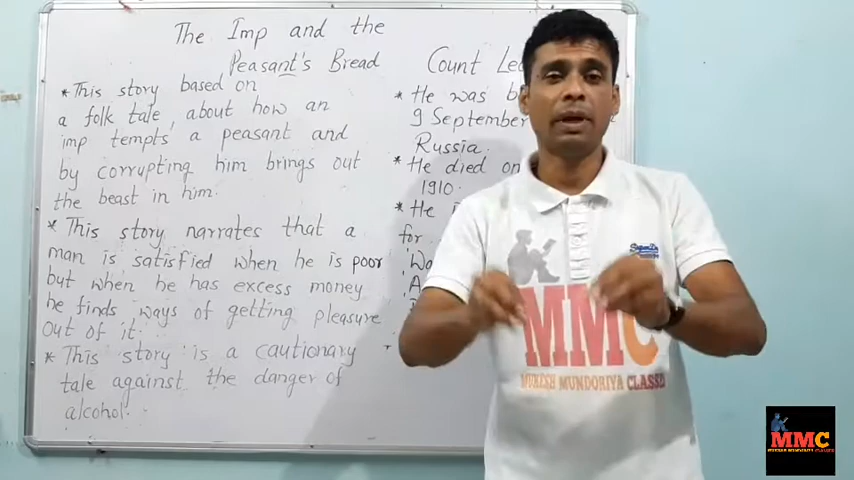 The Imp and the
Peasant's Bread
* This story based on
a folk tale, about how an
imp tempts a peasant and
by corrupting him, brings out
the beast in him.
* This story narrates that a
man is satisfied when he is poor
but when he has excess money
he finds ways of getting pleasure
out of it.
* This story is a cautionary
tale against the danger of
alcohol.
Count
* He was
9 September
Russia.
* He died on
1910
* He
for
MMC
MUKESH MUNDORIYA CLASSES
MMC
MUKESH MUNDORIYA CLASSES